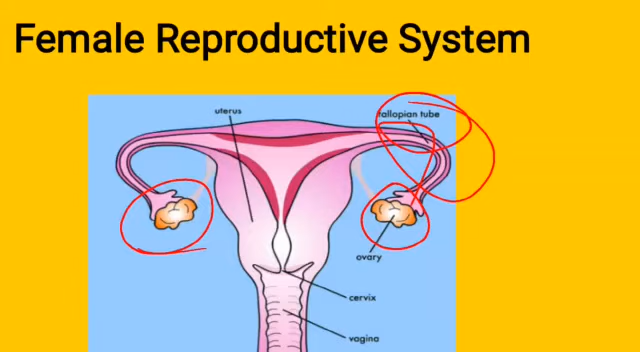 Female Reproductive System
uterus
fallopian tube
ovary
cervix
vagina